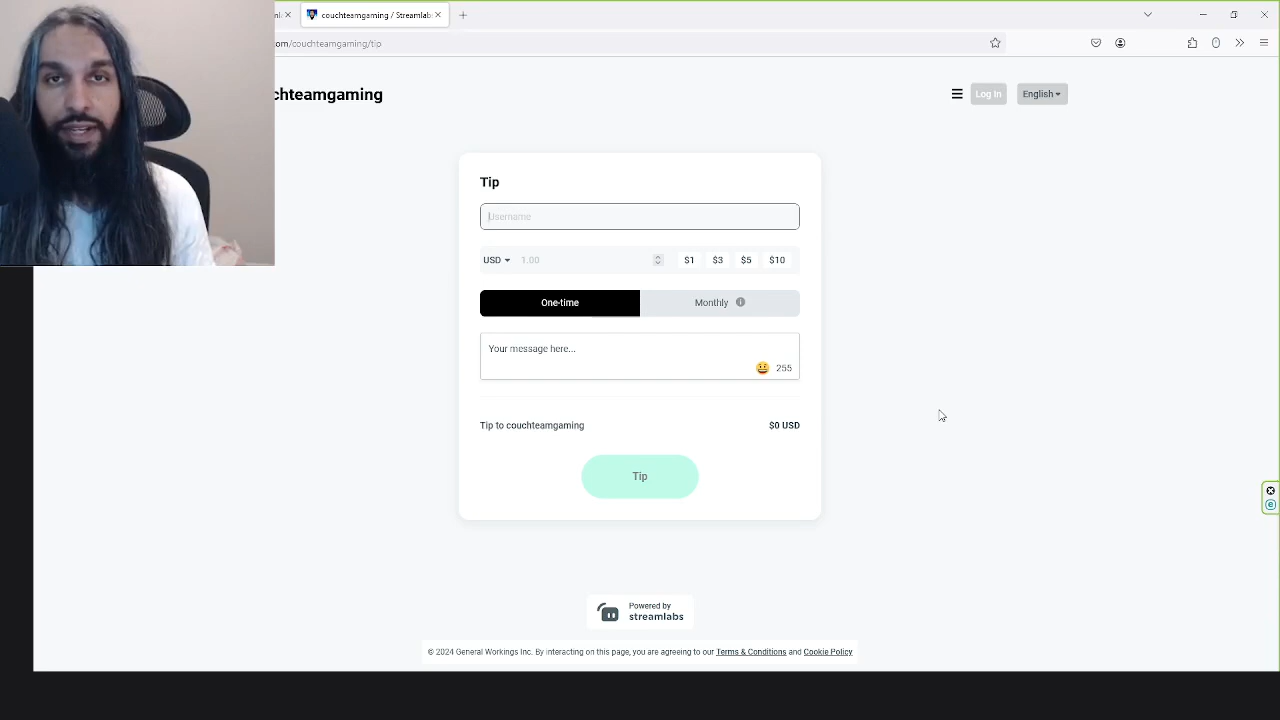 couchteamgaming / Streamlabs
om/couchteamgaming/tip
chteamgaming
Log In
English
Tip
Username
USD
1.00
$1
$3
$5
$10
One-time
Monthly
Your message here...
255
Tip to couchteamgaming
$0 USD
Tip
Powered by
streamlabs
© 2024 General Workings Inc. By interacting on this page, you are agreeing to our Terms & Conditions and Cookie Policy